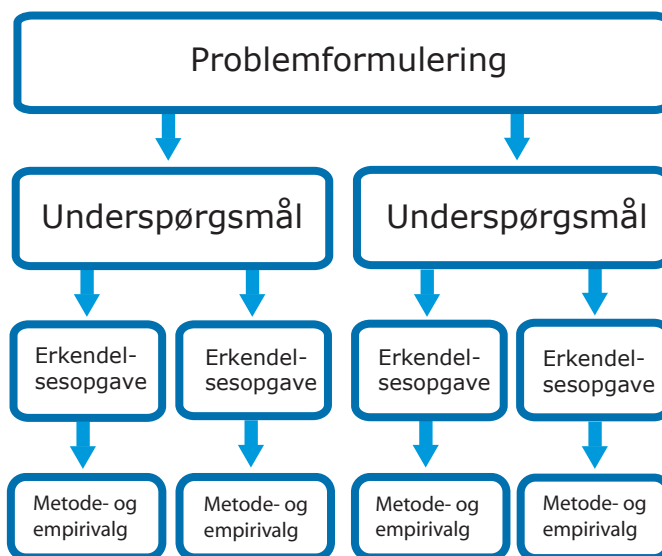 Problemformulering
Underspørgsmål
Underspørgsmål
Erkendel-
sesopgave
Erkendel-
sesopgave
Erkendel-
sesopgave
Erkendel-
sesopgave
Metode- og
empirivalg
Metode- og
empirivalg
Metode- og
empirivalg
Metode- og
empirivalg